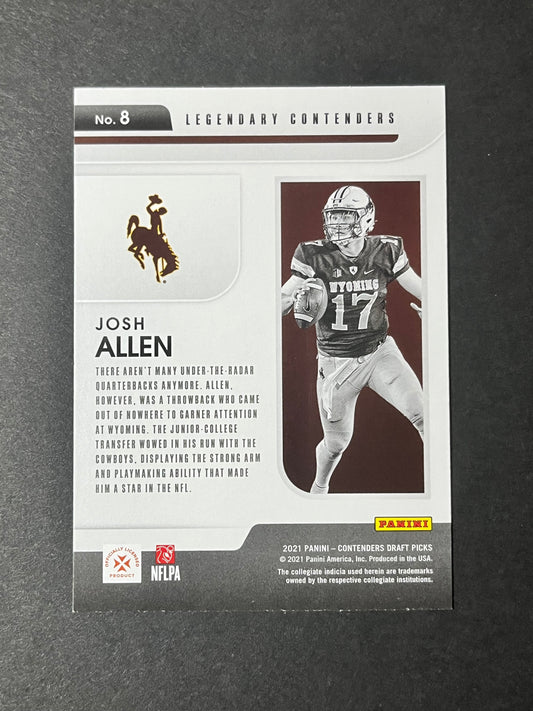 No. 8
LEGENDARY CONTENDERS
WYOMING
17
JOSH
ALLEN
THERE AREN'T MANY UNDER-THE-RADAR
QUARTERBACKS ANYMORE. ALLEN,
HOWEVER, WAS A THROWBACK WHO CAME
OUT OF NOWHERE TO GARNER ATTENTION
AT WYOMING. THE JUNIOR-COLLEGE
TRANSFER WOWED IN HIS RUN WITH THE
COWBOYS, DISPLAYING THE STRONG ARM
AND PLAYMAKING ABILITY THAT MADE
HIM A STAR IN THE NFL.
PANINI
OFFICIALLY LICENSED
PRODUCT
NFLPA
2021 PANINI – CONTENDERS DRAFT PICKS
© 2021 Panini America, Inc. Produced in the USA.
The collegiate indicia used herein are trademarks
owned by the respective collegiate institutions.